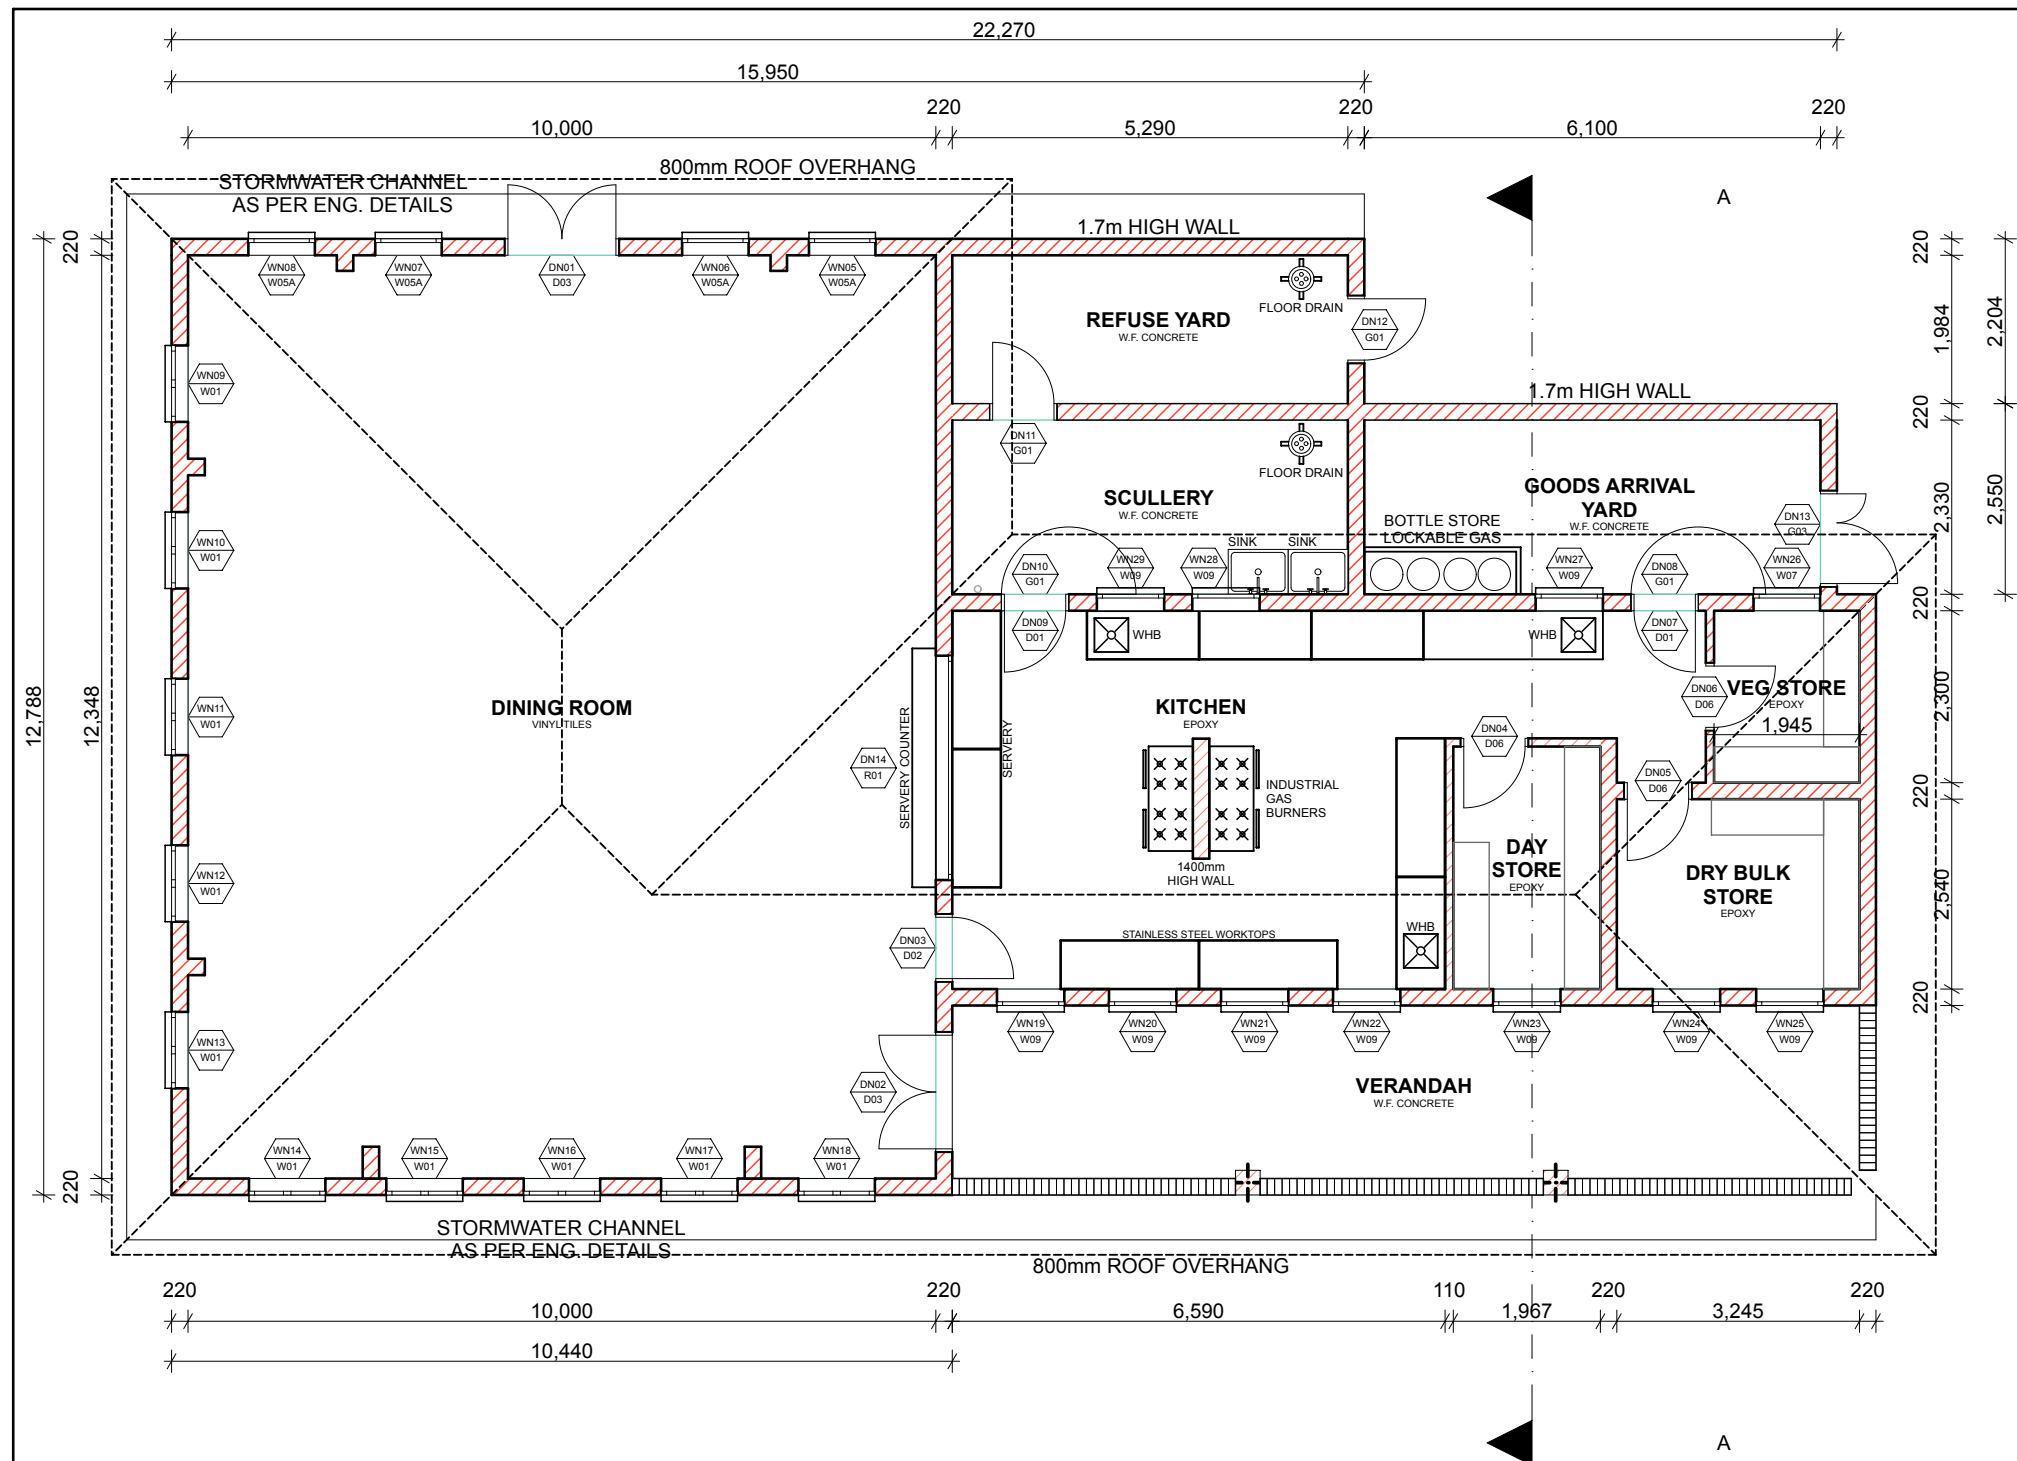 22,270
15,950
220
220
220
10,000
5,290
6,100
800mm ROOF OVERHANG
STORMWATER CHANNEL
AS PER ENG. DETAILS
A
1.7m HIGH WALL
220
220
220
WN08
W05A
WN07
W05A
DN01
D03
WN06
W05A
WN05
W05A
FLOOR DRAIN
REFUSE YARD
W.F. CONCRETE
DN12
G01
1,984
2,204
WN09
W01
1.7m HIGH WALL
220
DN11
G01
FLOOR DRAIN
SCULLERY
W.F. CONCRETE
GOODS ARRIVAL
YARD
W.F. CONCRETE
2,330
2,550
BOTTLE STORE
LOCKABLE GAS
DN13
G03
WN10
W01
SINK
SINK
DN10
G01
WN29
W09
WN28
W09
WN27
W09
DN08
G01
WN26
W07
220
DN09
D01
WHB
WHB
DN07
D01
12,788
12,348
WN11
W01
DINING ROOM
VINYL TILES
KITCHEN
EPOXY
DN06
D06
VEG STORE
EPOXY
1,945
2,300
DN04
D06
SERVERY COUNTER
SERVERY
DN14
R01
INDUSTRIAL
GAS
BURNERS
DN05
D06
220
1400mm
HIGH WALL
DAY
STORE
EPOXY
DRY BULK
STORE
EPOXY
2,540
WN12
W01
DN03
D02
STAINLESS STEEL WORKTOPS
WHB
220
WN13
W01
WN19
W09
WN20
W09
WN21
W09
WN22
W09
WN23
W09
WN24
W09
WN25
W09
DN02
D03
VERANDAH
W.F. CONCRETE
WN14
W01
WN15
W01
WN16
W01
WN17
W01
WN18
W01
220
STORMWATER CHANNEL
AS PER ENG. DETAILS
800mm ROOF OVERHANG
220
220
110
220
220
10,000
6,590
1,967
3,245
10,440
A